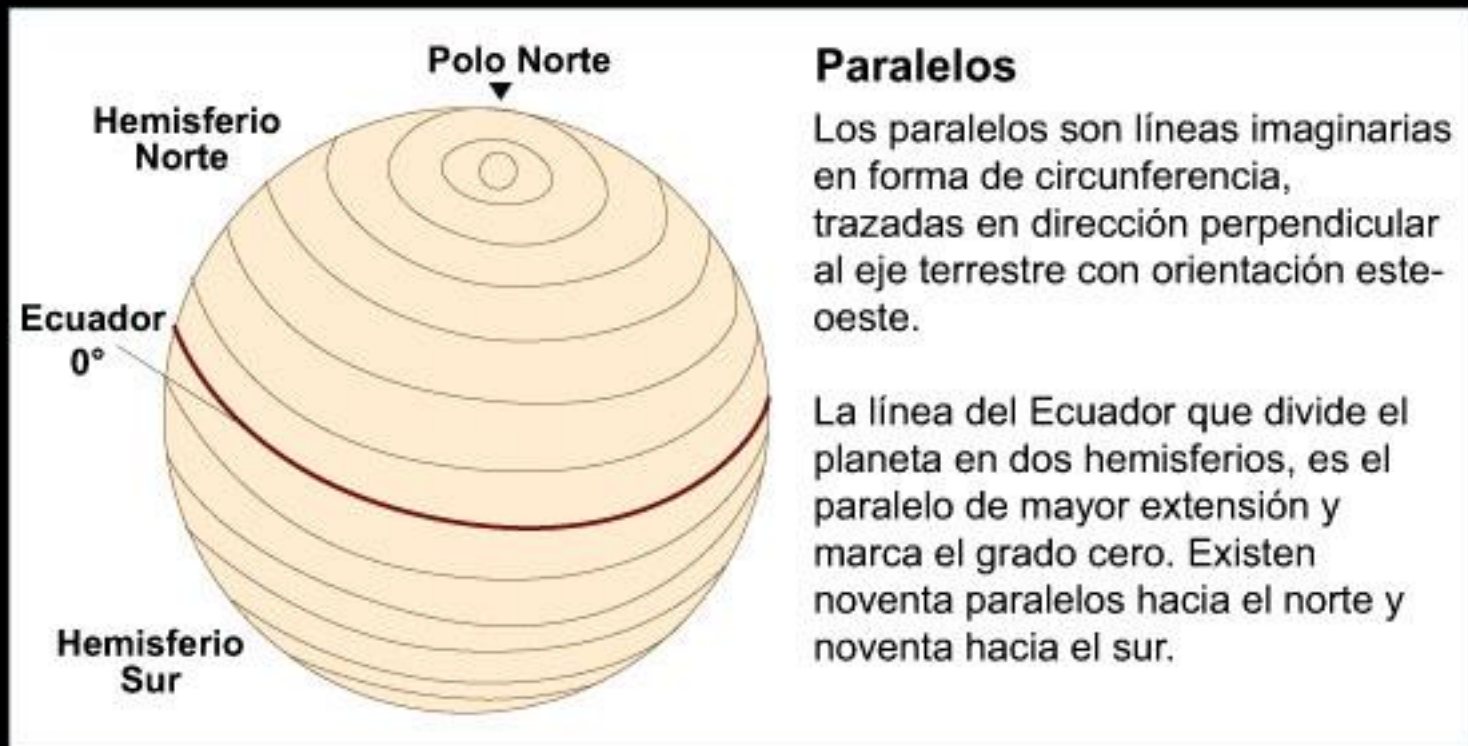 Polo Norte
Hemisferio
Norte
Ecuador
0°
Hemisferio
Sur
Paralelos
Los paralelos son líneas imaginarias
en forma de circunferencia,
trazadas en dirección perpendicular
al eje terrestre con orientación este-
oeste.
La línea del Ecuador que divide el
planeta en dos hemisferios, es el
paralelo de mayor extensión y
marca el grado cero. Existen
noventa paralelos hacia el norte y
noventa hacia el sur.